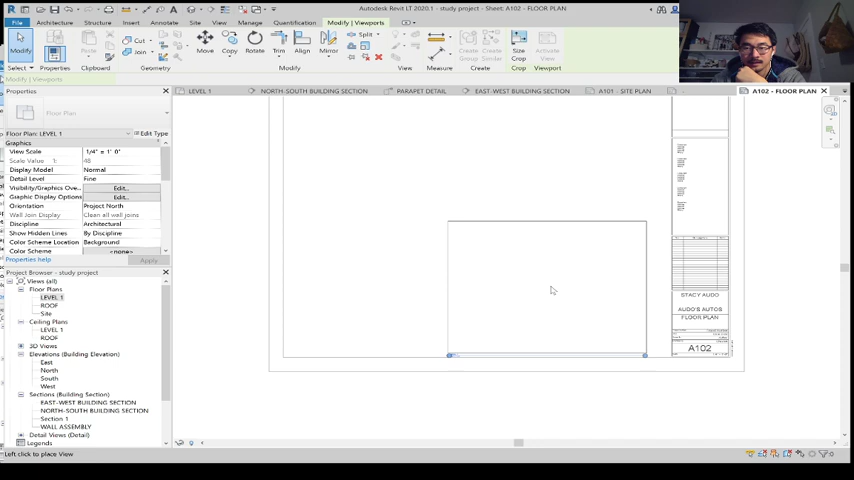 Autodesk Revit LT 2020.1 - study project - Sheet: A102 - FLOOR PLAN
File Architecture Structure Insert Annotate Site View Manage Quantification Modify | Viewports
Modify
Paste
Cut
Join
Move Copy Rotate Trim Align Mirror
Split
Measure
Size Crop
Activate View
Select Properties Clipboard Geometry Modify View Measure Create Crop Viewport
Modify | Viewports
Properties
LEVEL 1
NORTH-SOUTH BUILDING SECTION
PARAPET DETAIL
EAST-WEST BUILDING SECTION
A101 - SITE PLAN
A102 - FLOOR PLAN
Floor Plan
Floor Plan: LEVEL 1
Edit Type
Graphics
View Scale 1/4" = 1' 0"
Scale Value 1: 48
Display Model Normal
Detail Level Fine
Visibility/Graphics Ove... Edit...
Graphic Display Options Edit...
Orientation Project North
Wall Join Display Clean all wall joins
Discipline Architectural
Show Hidden Lines By Discipline
Color Scheme Location Background
Color Scheme <none>
Properties help
Apply
Project Browser - study project
Views (all)
Floor Plans
LEVEL 1
ROOF
Site
Ceiling Plans
LEVEL 1
ROOF
3D Views
Elevations (Building Elevation)
East
North
South
West
Sections (Building Section)
EAST-WEST BUILDING SECTION
NORTH-SOUTH BUILDING SECTION
Section 1
WALL ASSEMBLY
Detail Views (Detail)
Legends
STACY AUDO
AUDO'S AUTOS
FLOOR PLAN
A102
Left click to place View